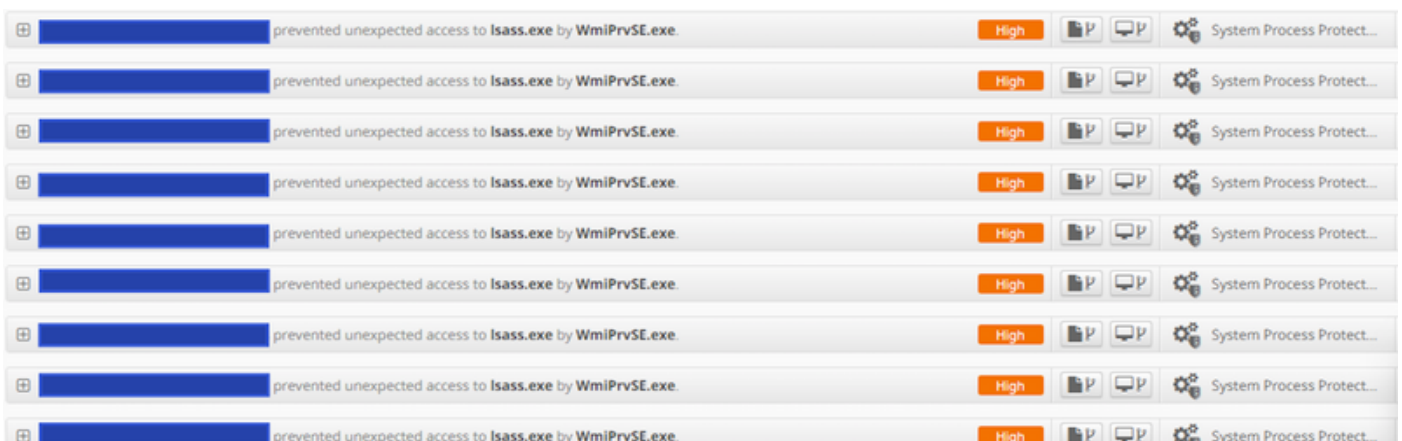 prevented unexpected access to lsass.exe by WmiPrvSE.exe. High System Process Protect...
prevented unexpected access to lsass.exe by WmiPrvSE.exe. High System Process Protect...
prevented unexpected access to lsass.exe by WmiPrvSE.exe. High System Process Protect...
prevented unexpected access to lsass.exe by WmiPrvSE.exe. High System Process Protect...
prevented unexpected access to lsass.exe by WmiPrvSE.exe. High System Process Protect...
prevented unexpected access to lsass.exe by WmiPrvSE.exe. High System Process Protect...
prevented unexpected access to lsass.exe by WmiPrvSE.exe. High System Process Protect...
prevented unexpected access to lsass.exe by WmiPrvSE.exe. High System Process Protect...
prevented unexpected access to lsass.exe by WmiPrvSE.exe. High System Process Protect...